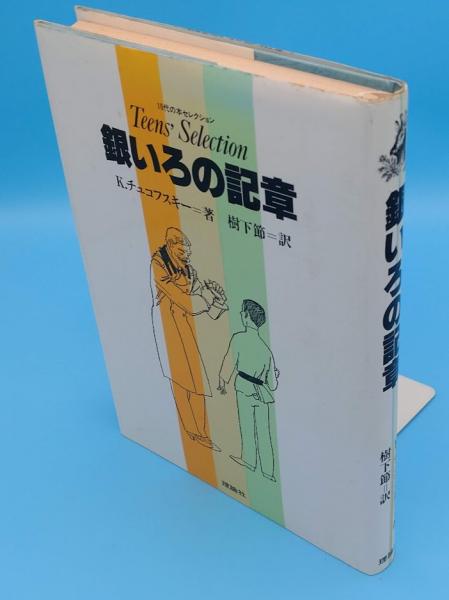 10代の本セレクション
Teens' Selection
銀いろの記章
K.チュコフスキー=著 樹下節=訳
理論社
銀いろの記章
樹下節=訳
理